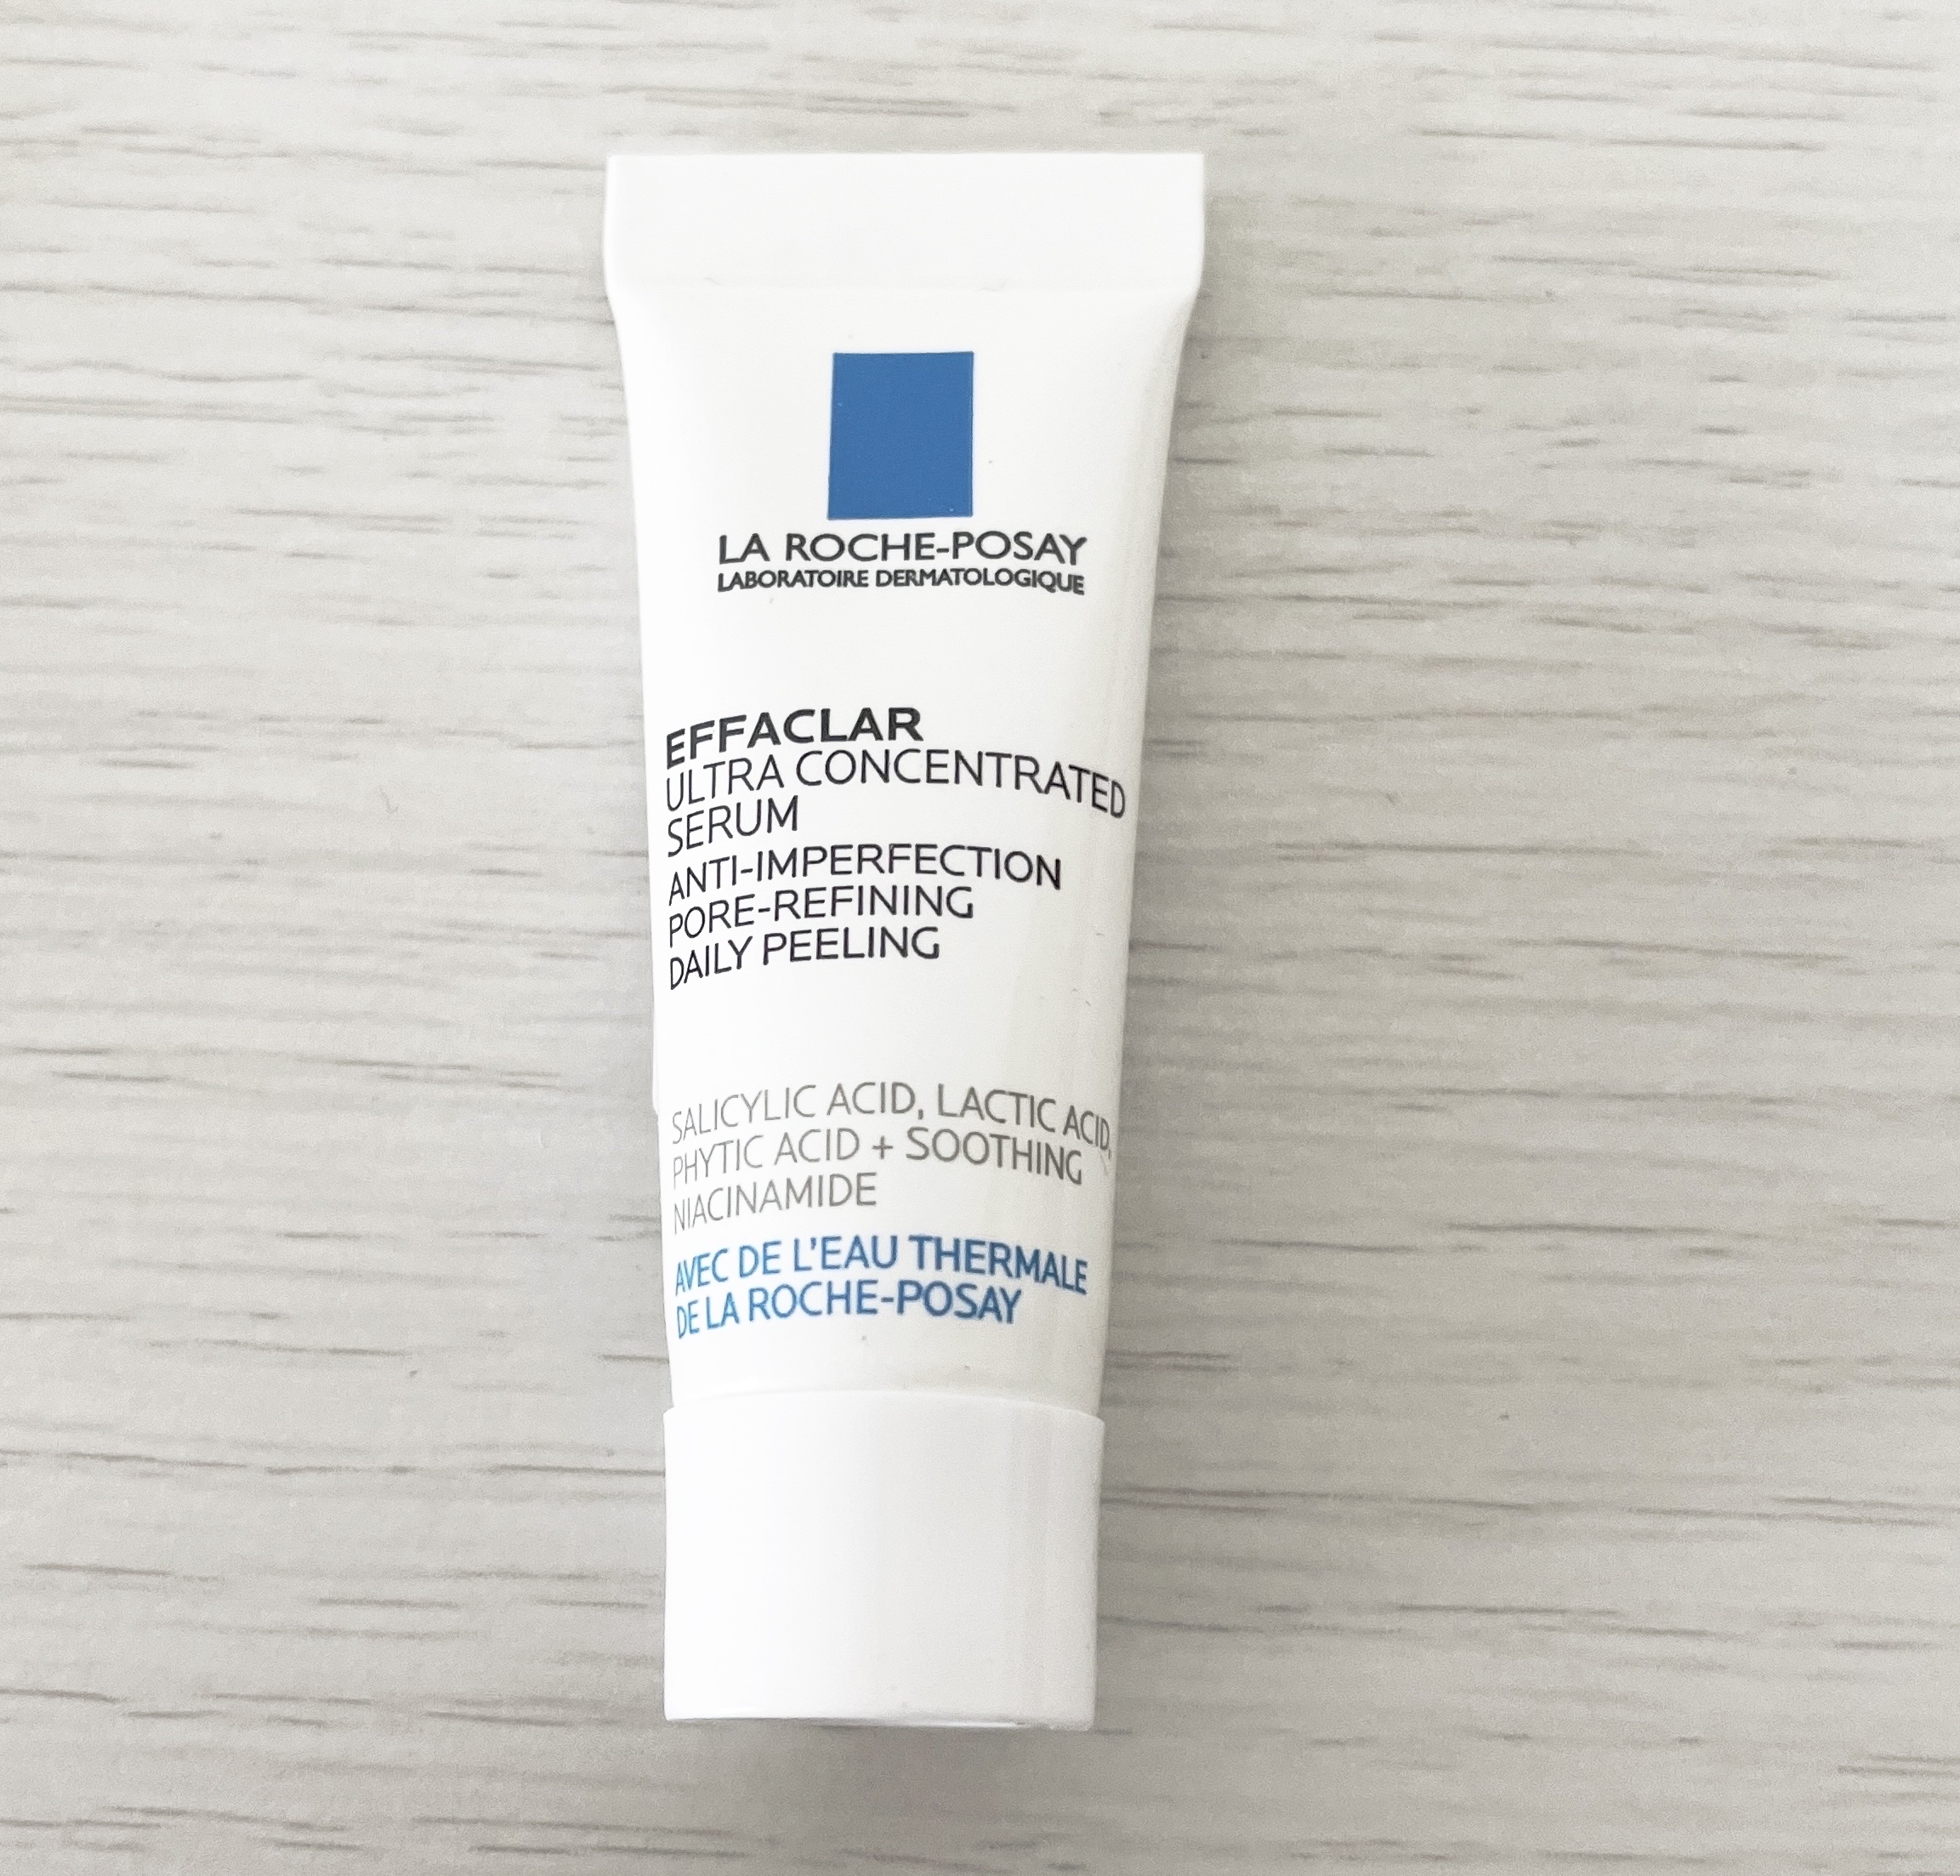 LA ROCHE-POSAY
LABORATOIRE DERMATOLOGIQUE
EFFACLAR
ULTRA CONCENTRATED
SERUM
ANTI-IMPERFECTION
PORE-REFINING
DAILY PEELING
SALICYLIC ACID, LACTIC ACID,
PHYTIC ACID + SOOTHING
NIACINAMIDE
AVEC DE L'EAU THERMALE
DE LA ROCHE-POSAY